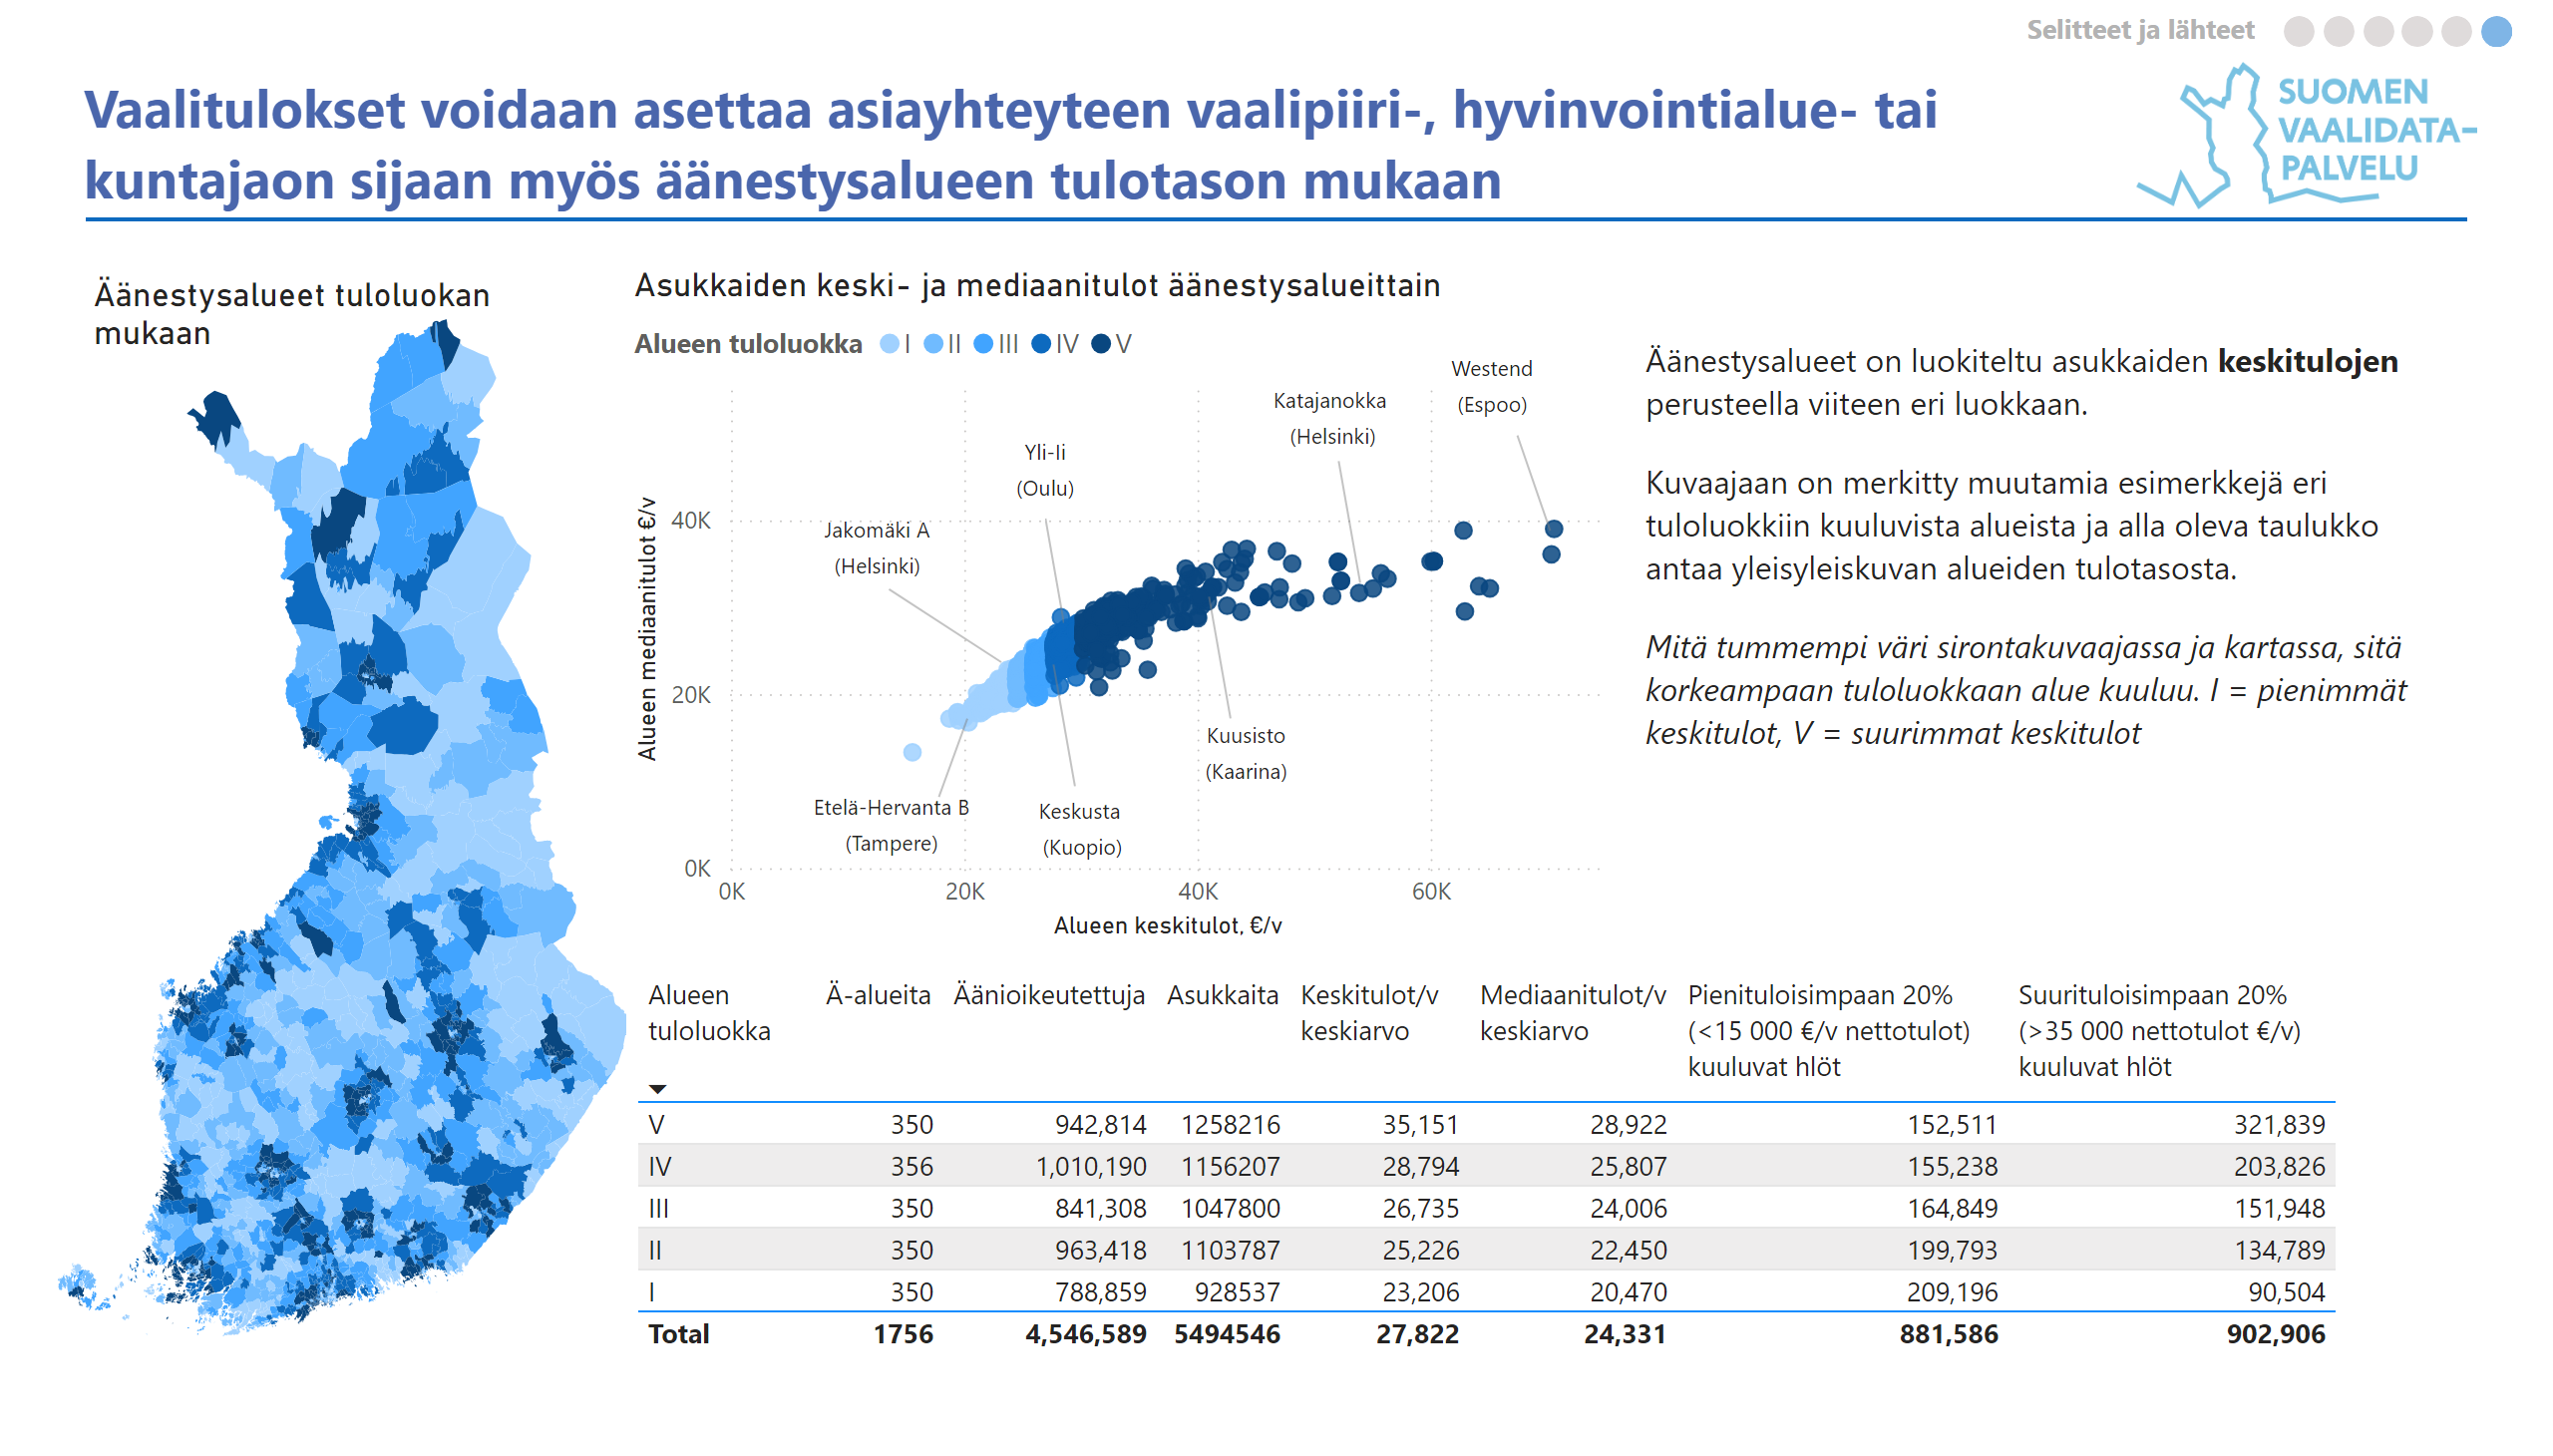 Selitteet ja lähteet
Vaalitulokset voidaan asettaa asiayhteyteen vaalipiiri-, hyvinvointialue- tai
kuntajaon sijaan myös äänestysalueen tulotason mukaan
SUOMEN
VAALIDATA-
PALVELU
Äänestysalueet tuloluokan
mukaan
Asukkaiden keski- ja mediaanitulot äänestysalueittain
Alueen tuloluokka I II III IV V
Westend
(Espoo)
Katajanokka
(Helsinki)
Yli-Ii
(Oulu)
Jakomäki A
(Helsinki)
Kuusisto
(Kaarina)
Etelä-Hervanta B
(Tampere)
Keskusta
(Kuopio)
Alueen mediaanitulot €/v
40K
20K
0K
0K 20K 40K 60K
Alueen keskitulot, €/v
Äänestysalueet on luokiteltu asukkaiden keskitulojen
perusteella viiteen eri luokkaan.
Kuvaajaan on merkitty muutamia esimerkkejä eri
tuloluokkiin kuuluvista alueista ja alla oleva taulukko
antaa yleisyleiskuvan alueiden tulotasosta.
Mitä tummempi väri sirontakuvaajassa ja kartassa, sitä
korkeampaan tuloluokkaan alue kuuluu. I = pienimmät
keskitulot, V = suurimmat keskitulot
Alueen Ä-alueita Äänioikeutettuja Asukkaita Keskitulot/v Mediaanitulot/v Pienituloisimpaan 20% Suurituloisimpaan 20%
tuloluokka keskiarvo keskiarvo (<15 000 €/v nettotulot) (>35 000 nettotulot €/v)
kuuluvat hlöt kuuluvat hlöt
V 350 942,814 1258216 35,151 28,922 152,511 321,839
IV 356 1,010,190 1156207 28,794 25,807 155,238 203,826
III 350 841,308 1047800 26,735 24,006 164,849 151,948
II 350 963,418 1103787 25,226 22,450 199,793 134,789
I 350 788,859 928537 23,206 20,470 209,196 90,504
Total 1756 4,546,589 5494546 27,822 24,331 881,586 902,906